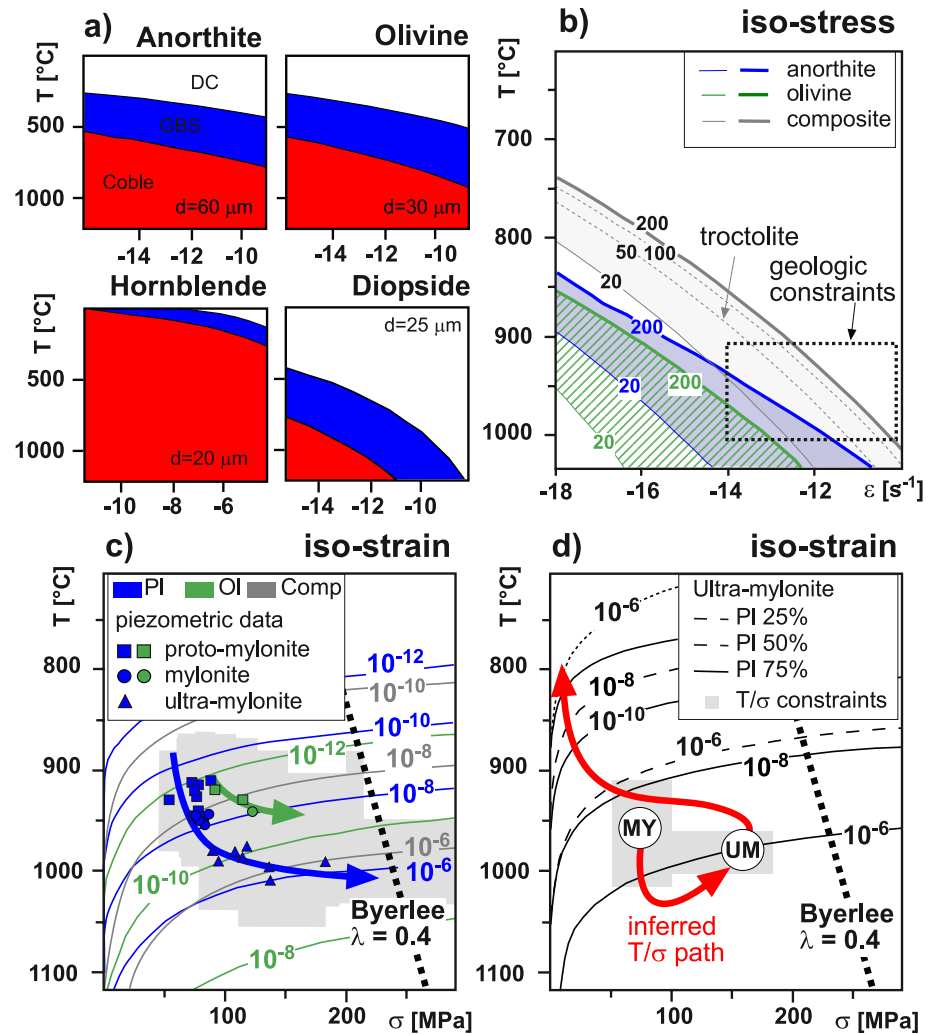 a)
Anorthite
Olivine
T [°C]
500
1000
DC
GBS
Coble
d=60 µm
d=30 µm
-14 -12 -10
-14 -12 -10
Hornblende
Diopside
T [°C]
500
1000
d=20 µm
d=25 µm
-10 -8 -6
-14 -12 -10
b)
iso-stress
T [°C]
700
800
900
1000
anorthite
olivine
composite
200
50 100
20
troctolite
geologic
constraints
200
200
20
20
-18 -16 -14 -12 ε [s⁻¹]
c)
iso-strain
T [°C]
800
900
1000
1100
Pl Ol Comp
piezometric data
proto-mylonite
mylonite
ultra-mylonite
10⁻¹²
10⁻¹⁰
10⁻¹⁰
10⁻¹²
10⁻⁸
10⁻⁸
10⁻⁶
10⁻⁶
10⁻¹⁰
10⁻⁸
Byerlee
λ = 0.4
100 200 σ [MPa]
d)
iso-strain
T [°C]
800
900
1000
1100
Ultra-mylonite
Pl 25%
Pl 50%
Pl 75%
T/σ constraints
10⁻⁶
10⁻⁸
10⁻¹⁰
10⁻⁶
10⁻⁸
10⁻⁶
MY
UM
inferred
T/σ path
Byerlee
λ = 0.4
100 200 σ [MPa]